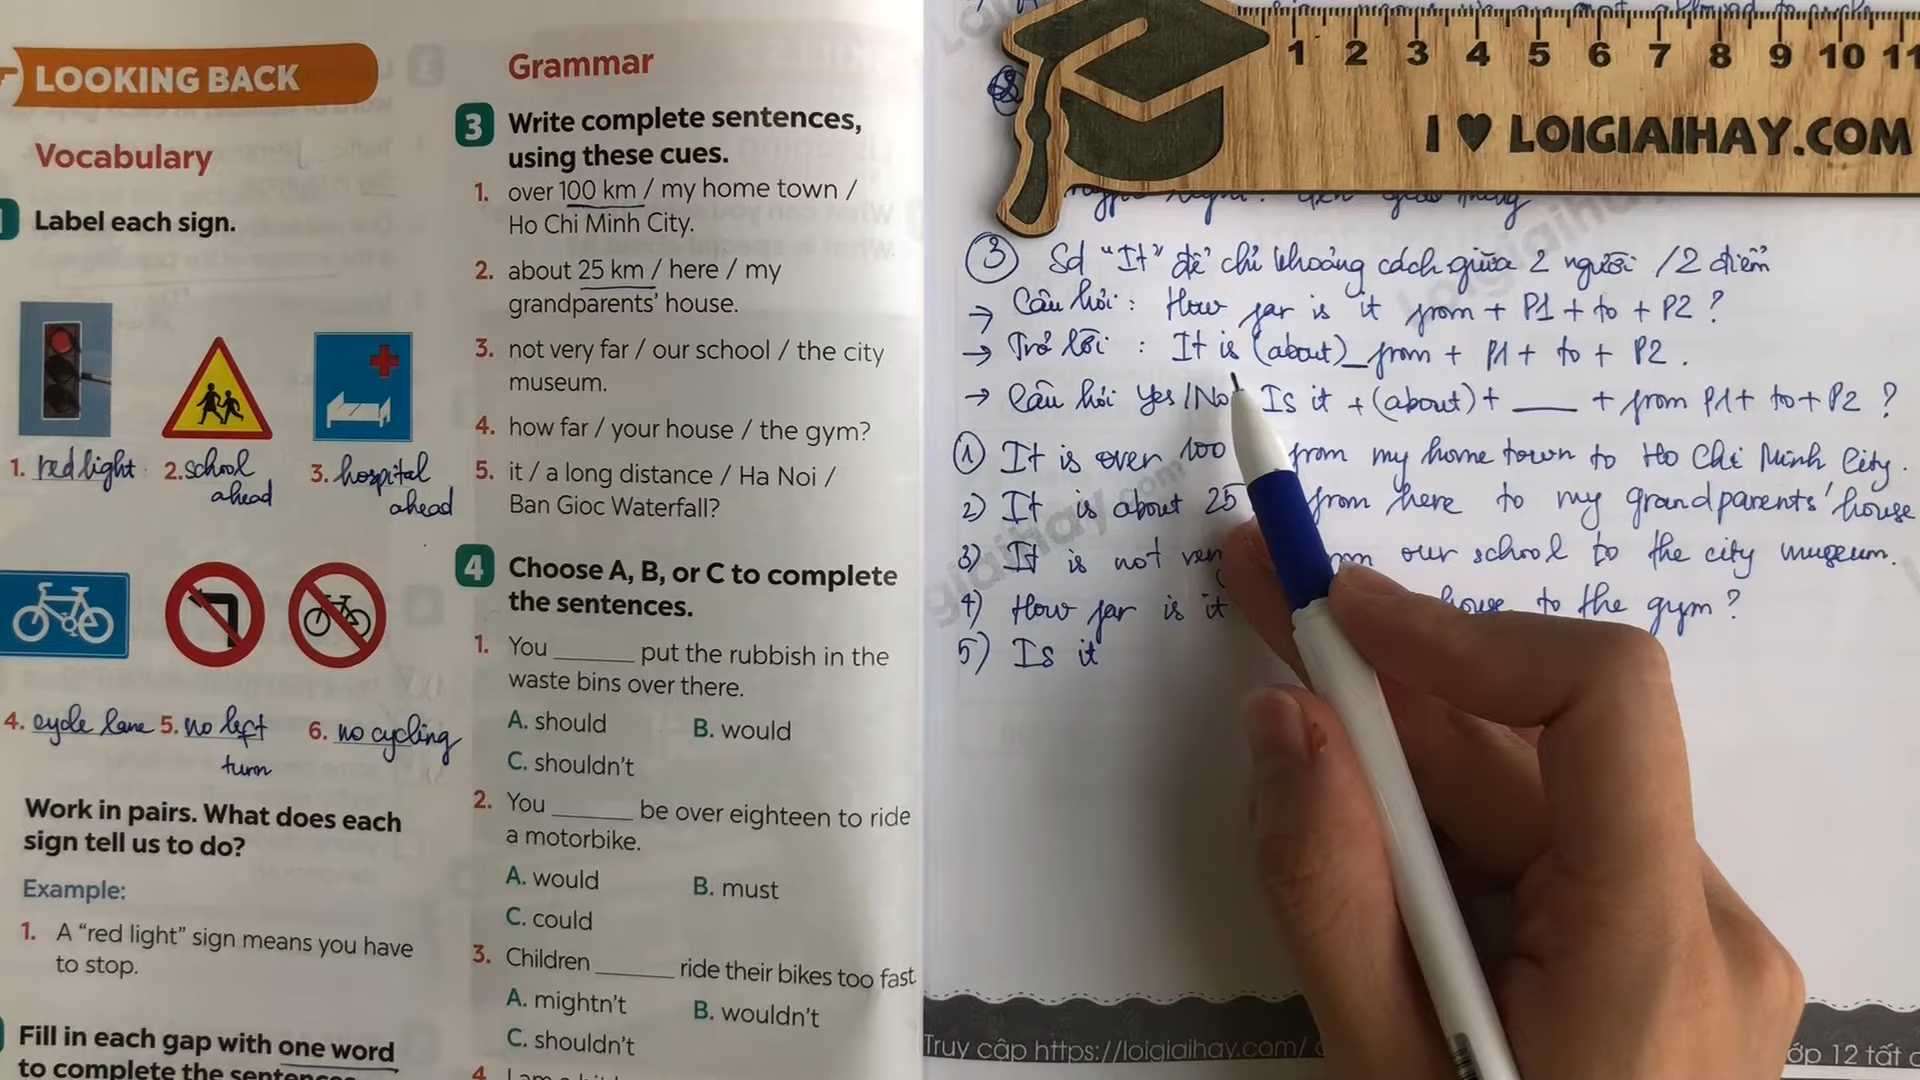 LOOKING BACK
Vocabulary
Label each sign.
1. red light
2. school
ahead
3. hospital
ahead
4. cycle lane
5. no left
turn
6. no cycling
Work in pairs. What does each
sign tell us to do?
Example:
1. A “red light” sign means you have
to stop.
Fill in each gap with one word
to complete the
Grammar
3 Write complete sentences,
using these cues.
1. over 100 km / my home town /
Ho Chi Minh City.
2. about 25 km / here / my
grandparents’ house.
3. not very far / our school / the city
museum.
4. how far / your house / the gym?
5. it / a long distance / Ha Noi /
Ban Gioc Waterfall?
4 Choose A, B, or C to complete
the sentences.
1. You ______ put the rubbish in the
waste bins over there.
A. should B. would
C. shouldn't
2. You ______ be over eighteen to ride
a motorbike.
A. would B. must
C. could
3. Children ______ ride their bikes too fast
A. mightn't B. wouldn't
C. shouldn't
4
1 2 3 4 5 6 7 8 9 10 11
I ♥ LOIGIAIHAY.COM
3 Sd "It" để chỉ khoảng cách giữa 2 người / 2 điểm
→ Câu hỏi : How far is it from + P1 + to + P2 ?
→ Trả lời : It is (about) _ from + P1 + to + P2 .
→ Câu hỏi Yes/No Is it + (about) + ___ + from P1 + to + P2 ?
1 It is over 100 from my home town to Ho Chi Minh City.
2) It is about 25 from here to my grandparents' house
3) It is not our school to the city museum.
4) How far is it house to the gym ?
5) Is it
Truy cập https://loigiaihay.com/
12 tất